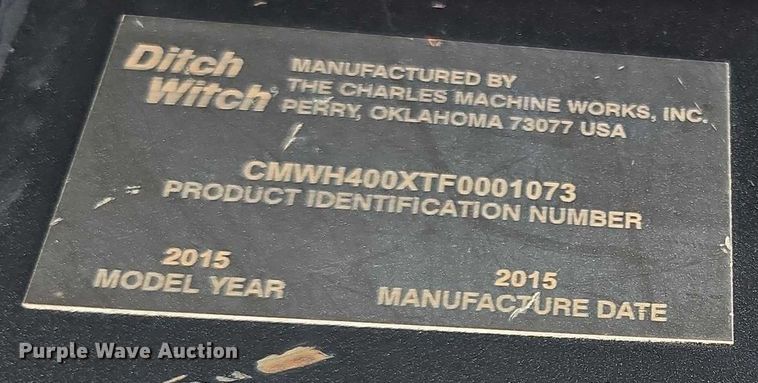 Ditch
Witch®
MANUFACTURED BY
THE CHARLES MACHINE WORKS, INC.
PERRY, OKLAHOMA 73077 USA
CMWH400XTF0001073
PRODUCT IDENTIFICATION NUMBER
2015
MODEL YEAR
2015
MANUFACTURE DATE
Purple Wave Auction